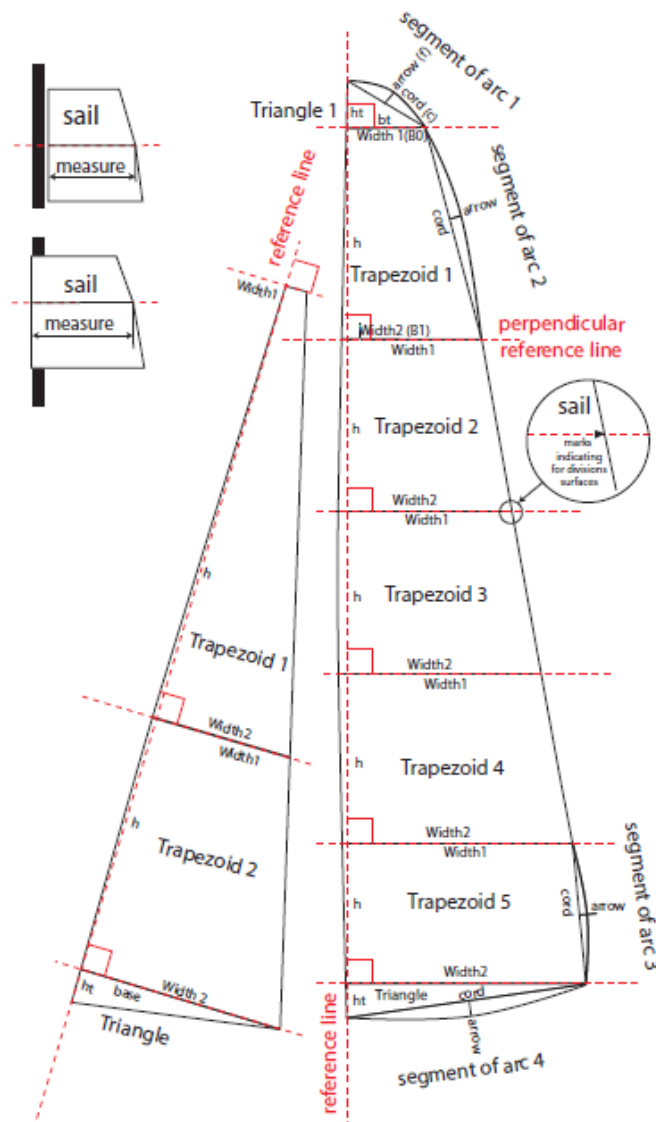 sail
measure
sail
measure
segment of arc 1
arrow (f)
cord (c)
Triangle 1
ht
bt
Width 1(B0)
reference line
segment of arc 2
arrow
cord
h
Trapezoid 1
Width1
Width2 (B1)
Width1
perpendicular
reference line
sail
marks
indicating
for divisions
surfaces
h
Trapezoid 2
Width2
Width1
h
Trapezoid 3
h
Trapezoid 1
Width2
Width1
Width2
Width1
h
Trapezoid 4
h
Trapezoid 2
Width2
Width1
segment of arc 3
cord
arrow
h
Trapezoid 5
Width2
ht
base
Width 2
Triangle
ht
Triangle
cord
arrow
segment of arc 4
reference line